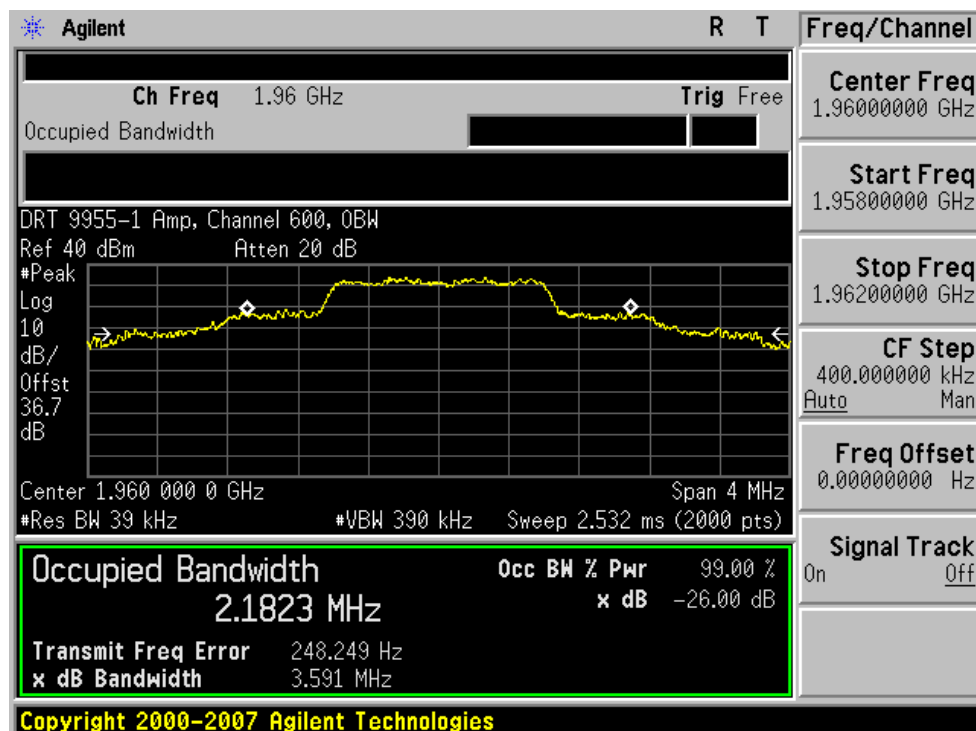 Agilent R T
Freq/Channel
Ch Freq 1.96 GHz Trig Free
Occupied Bandwidth
DRT 9955-1 Amp, Channel 600, OBW
Ref 40 dBm Atten 20 dB
#Peak
Log
10
dB/
Offst
36.7
dB
Center 1.960 000 0 GHz Span 4 MHz
#Res BW 39 kHz #VBW 390 kHz Sweep 2.532 ms (2000 pts)
Occupied Bandwidth
2.1823 MHz
Occ BW % Pwr 99.00 %
x dB -26.00 dB
Transmit Freq Error 248.249 Hz
x dB Bandwidth 3.591 MHz
Center Freq
1.96000000 GHz
Start Freq
1.95800000 GHz
Stop Freq
1.96200000 GHz
CF Step
400.000000 kHz
Auto Man
Freq Offset
0.00000000 Hz
Signal Track
On Off
Copyright 2000-2007 Agilent Technologies